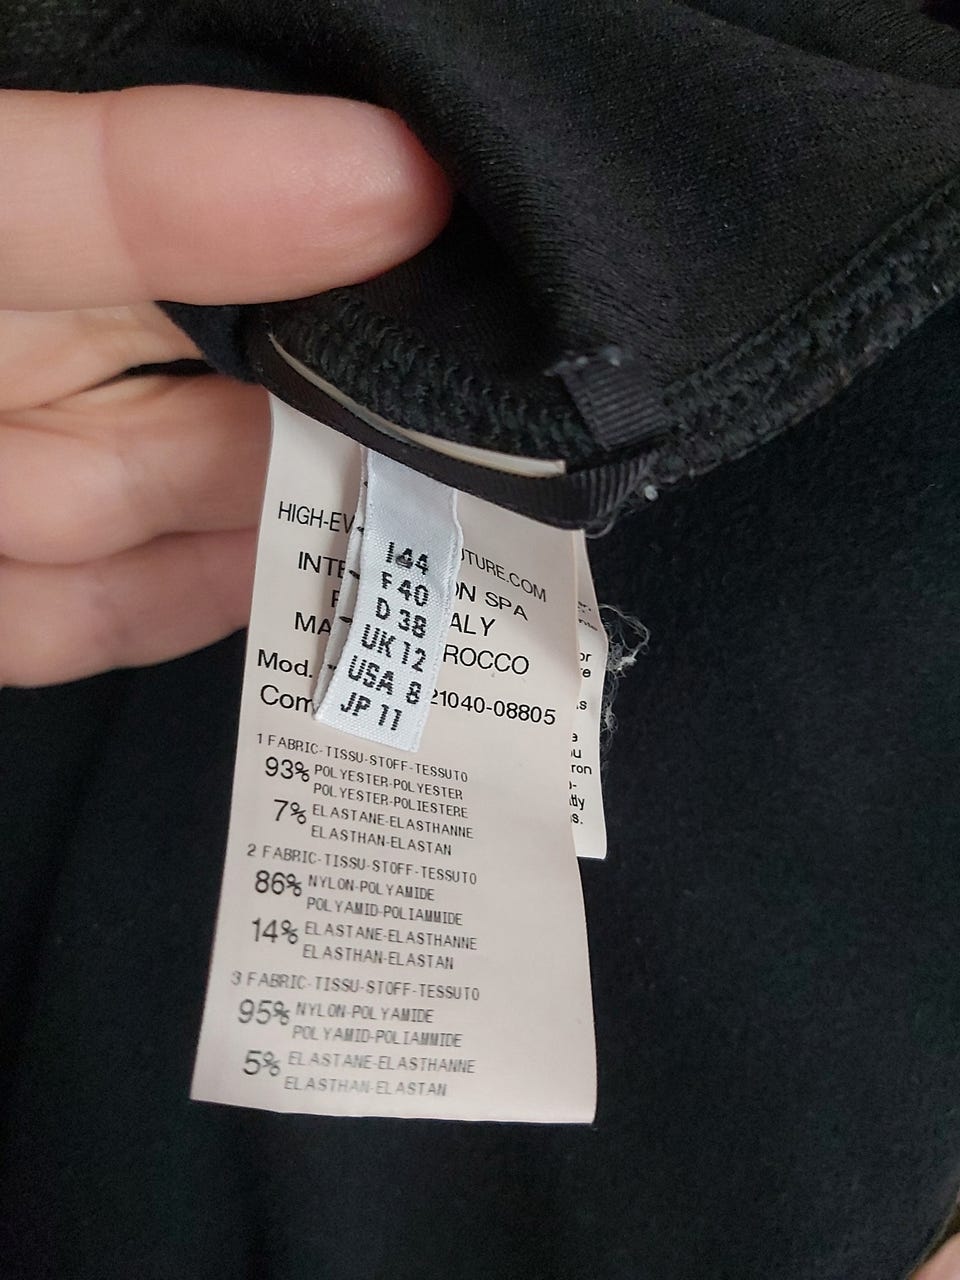 HIGH-EV
UTURE.COM
INTE
ON SPA
ALY
MA
ROCCO
Mod.
21040-08805
Com
I 44
F 40
D 38
UK 12
USA 8
JP 11
1 FABRIC-TISSU-STOFF-TESSUTO
93% POLYESTER-POLYESTER
POLYESTER-POLIESTERE
7% ELASTANE-ELASTHANNE
ELASTHAN-ELASTAN
2 FABRIC-TISSU-STOFF-TESSUTO
86% NYLON-POLYAMIDE
POLYAMID-POLIAMMIDE
14% ELASTANE-ELASTHANNE
ELASTHAN-ELASTAN
3 FABRIC-TISSU-STOFF-TESSUTO
95% NYLON-POLYAMIDE
POLYAMID-POLIAMMIDE
5% ELASTANE-ELASTHANNE
ELASTHAN-ELASTAN